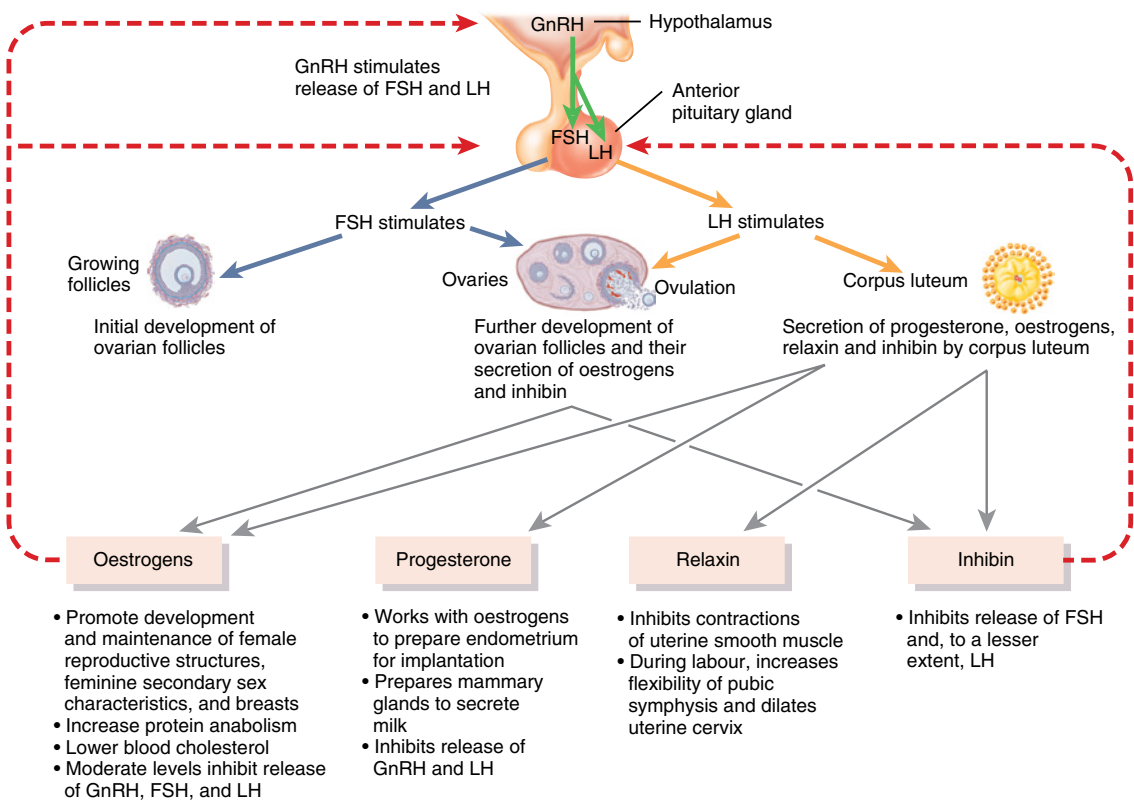 GnRH
Hypothalamus
GnRH stimulates
release of FSH and LH
Anterior
pituitary gland
FSH
LH
FSH stimulates
LH stimulates
Growing
follicles
Ovaries
Ovulation
Corpus luteum
Initial development of
ovarian follicles
Further development of
ovarian follicles and their
secretion of oestrogens
and inhibin
Secretion of progesterone, oestrogens,
relaxin and inhibin by corpus luteum
Oestrogens
• Promote development
and maintenance of female
reproductive structures,
feminine secondary sex
characteristics, and breasts
• Increase protein anabolism
• Lower blood cholesterol
• Moderate levels inhibit release
of GnRH, FSH, and LH
Progesterone
• Works with oestrogens
to prepare endometrium
for implantation
• Prepares mammary
glands to secrete
milk
• Inhibits release of
GnRH and LH
Relaxin
• Inhibits contractions
of uterine smooth muscle
• During labour, increases
flexibility of pubic
symphysis and dilates
uterine cervix
Inhibin
• Inhibits release of FSH
and, to a lesser
extent, LH